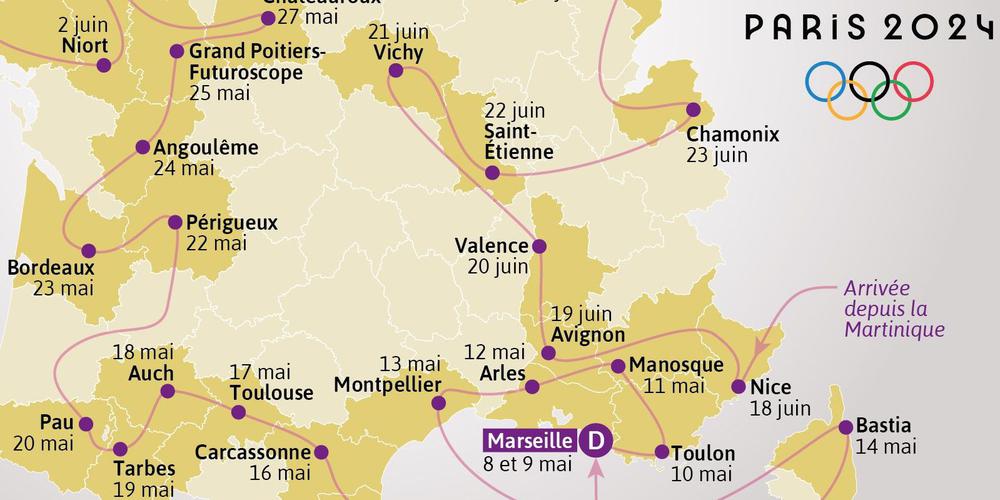 Châteauroux
27 mai
PARIS 2024
2 juin
Niort
Grand Poitiers-
Futuroscope
25 mai
21 juin
Vichy
22 juin
Saint-
Étienne
Chamonix
23 juin
Angoulême
24 mai
Périgueux
22 mai
Bordeaux
23 mai
Valence
20 juin
Arrivée
depuis la
Martinique
19 juin
Avignon
18 mai
Auch
17 mai
Toulouse
13 mai
Montpellier
12 mai
Arles
Manosque
11 mai
Nice
18 juin
Pau
20 mai
Tarbes
19 mai
Carcassonne
16 mai
Marseille D
8 et 9 mai
Toulon
10 mai
Bastia
14 mai